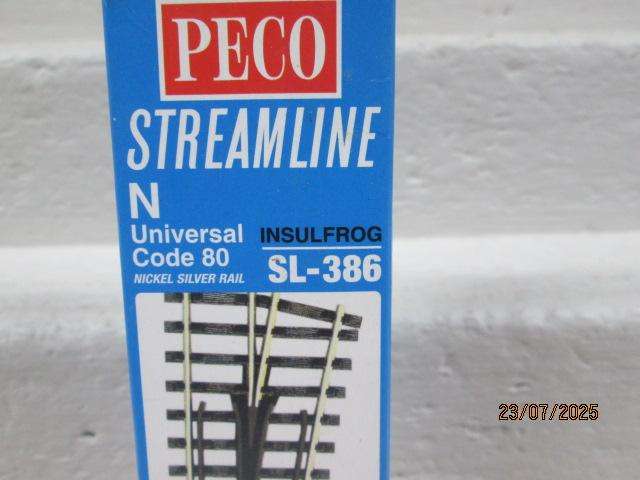 PECO
STREAMLINE
N
Universal
Code 80
NICKEL SILVER RAIL
INSULFROG
SL-386
23/07/2025